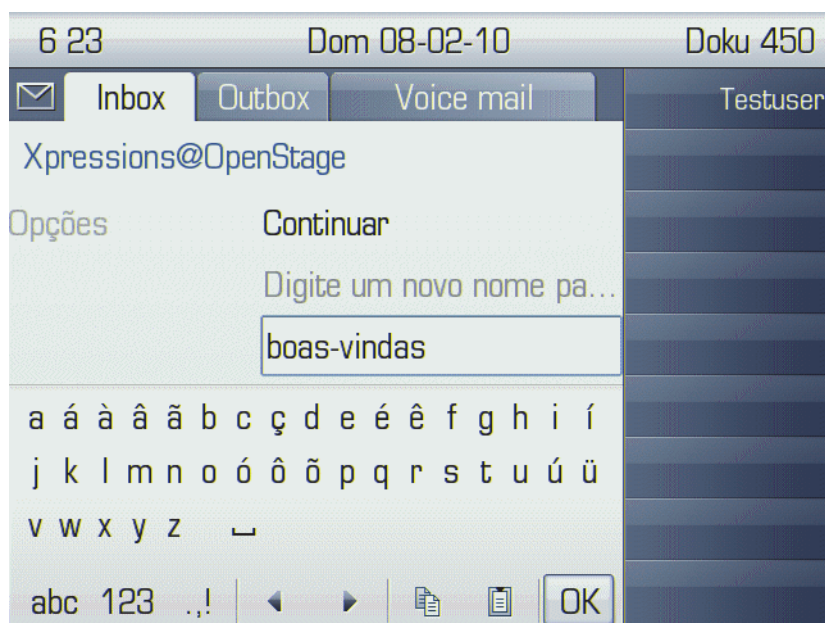 6 23 Dom 08-02-10 Doku 450
Inbox Outbox Voice mail Testuser
Xpressions@OpenStage
Opções Continuar
Digite um novo nome pa...
boas-vindas
a á à â ã b c ç d e é ê f g h i í
j k l m n o ó ô õ p q r s t u ú ü
v w x y z ⎵
abc 123 .,! OK